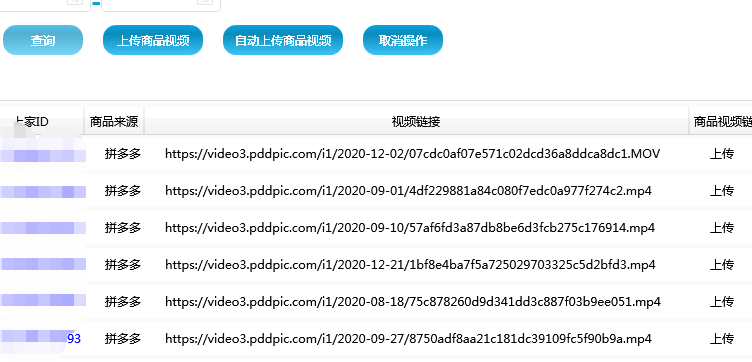 查询 上传商品视频 自动上传商品视频 取消操作
上家ID 商品来源 视频链接 商品视频链
拼多多 https://video3.pddpic.com/i1/2020-12-02/07cdc0af07e571c02dcd36a8ddca8dc1.MOV 上传
拼多多 https://video3.pddpic.com/i1/2020-09-01/4df229881a84c080f7edc0a977f274c2.mp4 上传
拼多多 https://video3.pddpic.com/i1/2020-09-10/57af6fd3a87db8be6d3fcb275c176914.mp4 上传
拼多多 https://video3.pddpic.com/i1/2020-12-21/1bf8e4ba7f5a725029703325c5d2bfd3.mp4 上传
拼多多 https://video3.pddpic.com/i1/2020-08-18/75c878260d9d341dd3c887f03b9ee051.mp4 上传
93 拼多多 https://video3.pddpic.com/i1/2020-09-27/8750adf8aa21c181dc39109fc5f90b9a.mp4 上传